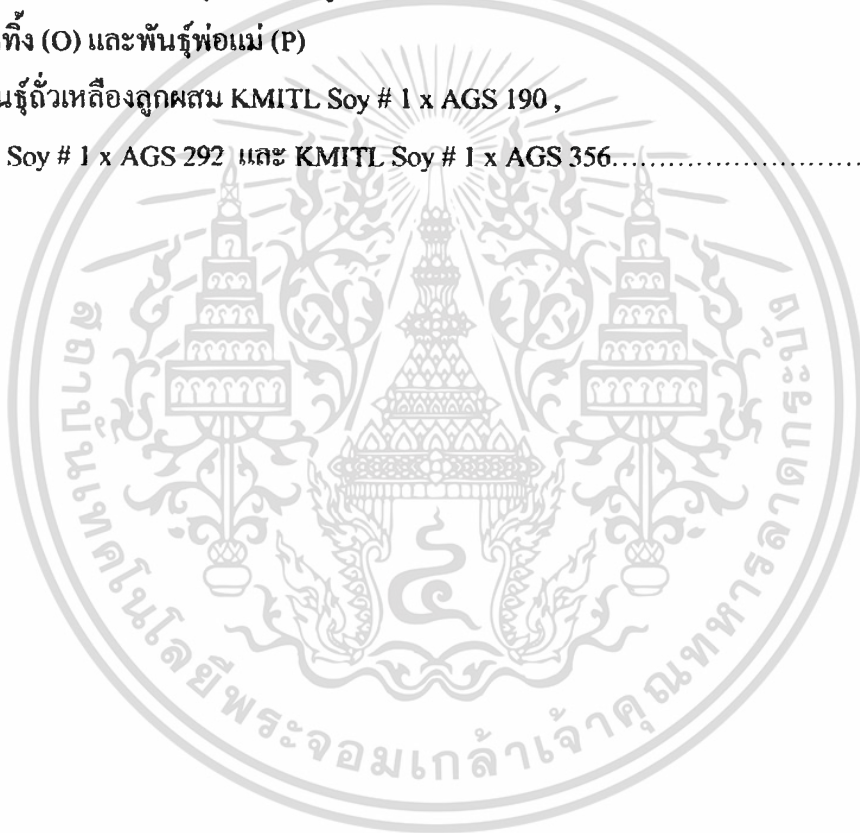 ทิ้ง (O) และพันธุ์พ่อแม่ (P)
นธุ์ถั่วเหลืองลูกผสม KMITL Soy # 1 x AGS 190 ,
Soy # 1 x AGS 292 และ KMITL Soy # 1 x AGS 356..............................
สถาบันเทคโนโลยีพระจอมเกล้าเจ้าคุณทหารลาดกระบัง